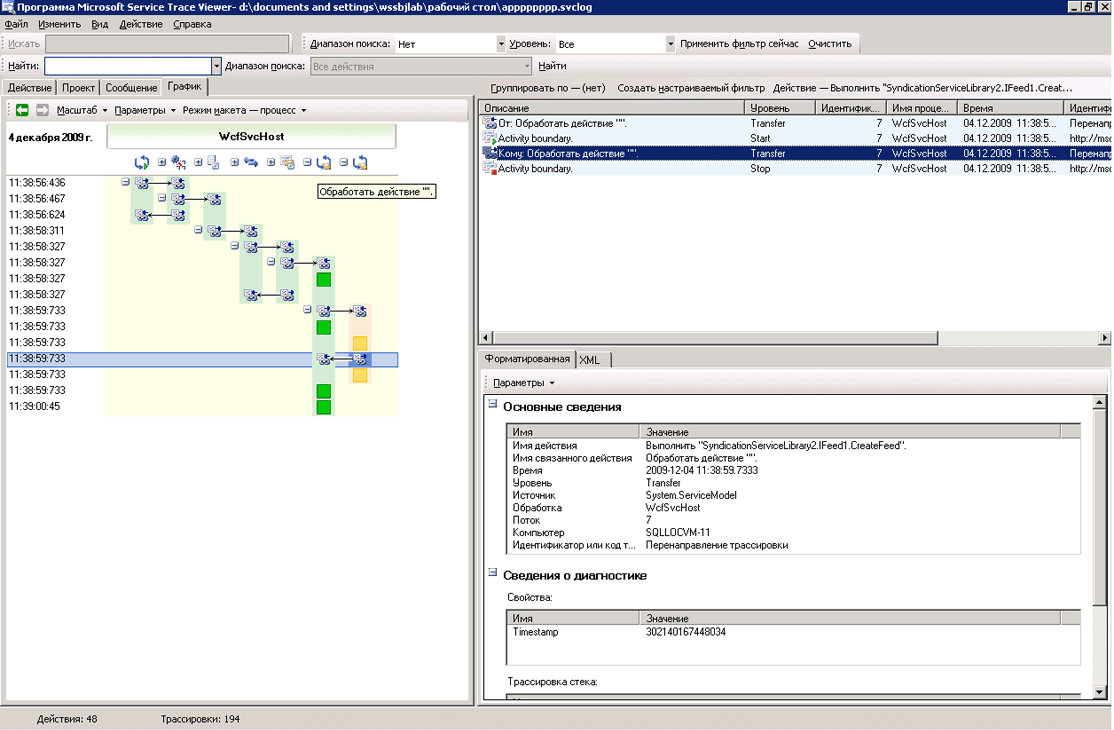 Программа Microsoft Service Trace Viewer- d:\documents and settings\wssbjlab\рабочий стол\apppppppp.svclog
Файл Изменить Вид Действие Справка
Искать Диапазон поиска: Нет Уровень: Все Применить фильтр сейчас Очистить
Найти: Диапазон поиска: Все действия Найти
Действие Проект Сообщение График
Масштаб Параметры Режим макета — процесс
4 декабря 2009 г. WcfSvcHost
11:38:56:436
Обработать действие "".
11:38:56:467
11:38:56:624
11:38:58:311
11:38:58:327
11:38:58:327
11:38:58:327
11:38:58:327
11:38:59:733
11:38:59:733
11:38:59:733
11:38:59:733
11:38:59:733
11:38:59:733
11:39:00:45
Группировать по — (нет) Создать настраиваемый фильтр Действие — Выполнить "SyndicationServiceLibrary2.IFeed1.Creat...
Описание Уровень Идентифик... Имя проце... Время Идентифи
От: Обработать действие "". Transfer 7 WcfSvcHost 04.12.2009 11:38:5... Перенапр
Activity boundary. Start 7 WcfSvcHost 04.12.2009 11:38:5... http://msd
Кому: Обработать действие "". Transfer 7 WcfSvcHost 04.12.2009 11:38:5... Перенапр
Activity boundary. Stop 7 WcfSvcHost 04.12.2009 11:38:5... http://msd
Форматированная XML
Параметры
Основные сведения
Имя Значение
Имя действия Выполнить "SyndicationServiceLibrary2.IFeed1.CreateFeed".
Имя связанного действия Обработать действие "".
Время 2009-12-04 11:38:59.7333
Уровень Transfer
Источник System.ServiceModel
Обработка WcfSvcHost
Поток 7
Компьютер SQLLOCVM-11
Идентификатор или код т... Перенаправление трассировки
Сведения о диагностике
Свойства:
Имя Значение
Timestamp 302140167448034
Трассировка стека:
Действия: 48 Трассировки: 194